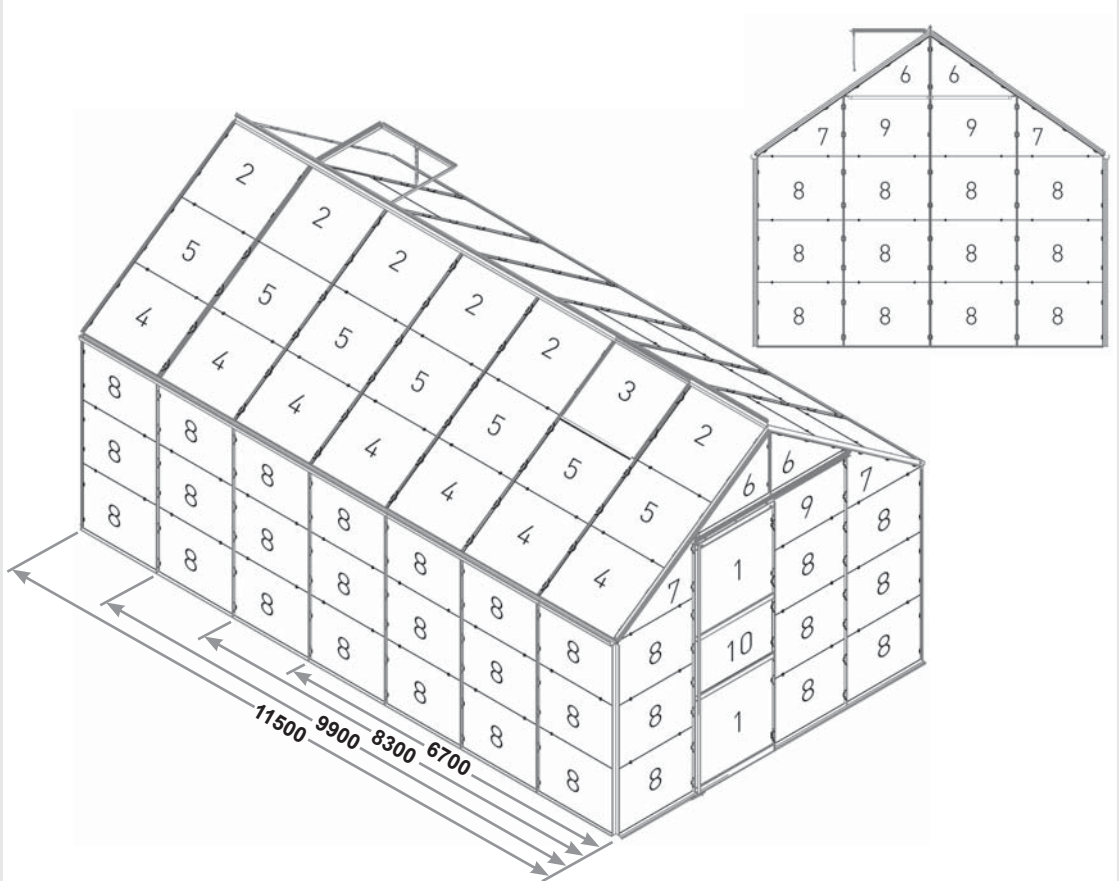 6 6
7 9 9 7
8 8 8 8
8 8 8 8
8 8 8 8
2 2 2 2 2 3 2
5 5 5 5 5 5 5
4 4 4 4 4 4 4
8 8 8 8 8 8 8
8 8 8 8 8 8 8
8 8 8 8 8 8 8
6 6
7 1 9 7
8 10 8 8
8 1 8 8
8 8 8
11500
9900
8300
6700